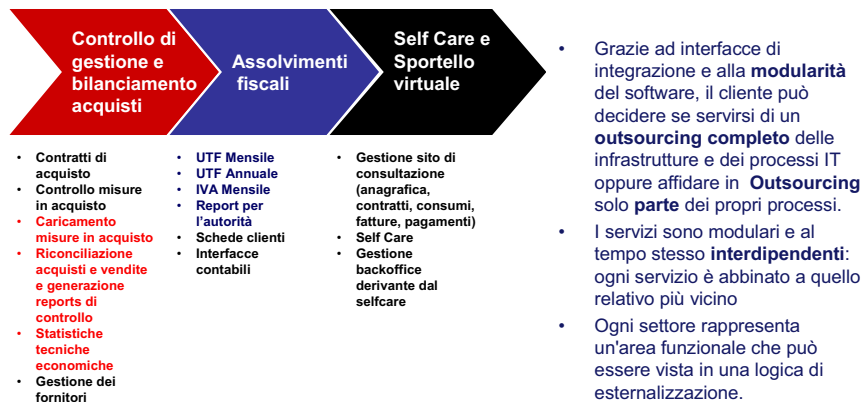 Controllo di
gestione e
bilanciamento
acquisti
Assolvimenti
fiscali
Self Care e
Sportello
virtuale
• Contratti di
acquisto
• Controllo misure
in acquisto
• Caricamento
misure in acquisto
• Riconciliazione
acquisti e vendite
e generazione
reports di
controllo
• Statistiche
tecniche
economiche
• Gestione dei
fornitori
• UTF Mensile
• UTF Annuale
• IVA Mensile
• Report per
l'autorità
• Schede clienti
• Interfacce
contabili
• Gestione sito di
consultazione
(anagrafica,
contratti, consumi,
fatture, pagamenti)
• Self Care
• Gestione
backoffice
derivante dal
selfcare
• Grazie ad interfacce di
integrazione e alla modularità
del software, il cliente può
decidere se servirsi di un
outsourcing completo delle
infrastrutture e dei processi IT
oppure affidare in Outsourcing
solo parte dei propri processi.
• I servizi sono modulari e al
tempo stesso interdipendenti:
ogni servizio è abbinato a quello
relativo più vicino
• Ogni settore rappresenta
un'area funzionale che può
essere vista in una logica di
esternalizzazione.